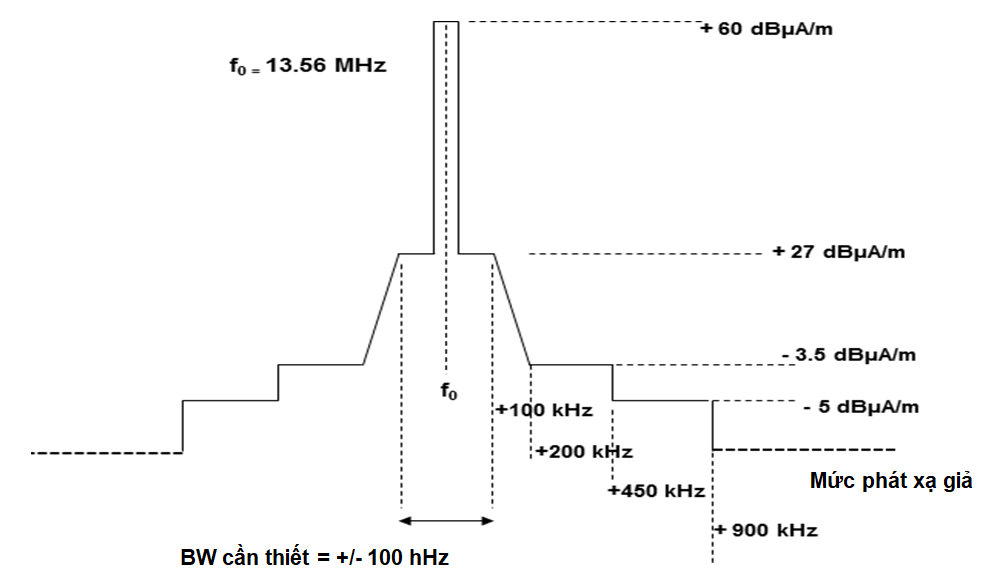 + 60 dBµA/m
f₀ = 13.56 MHz
+ 27 dBµA/m
- 3.5 dBµA/m
f₀
- 5 dBµA/m
+100 kHz
+200 kHz
Mức phát xạ giả
+450 kHz
+ 900 kHz
BW cần thiết = +/- 100 hHz